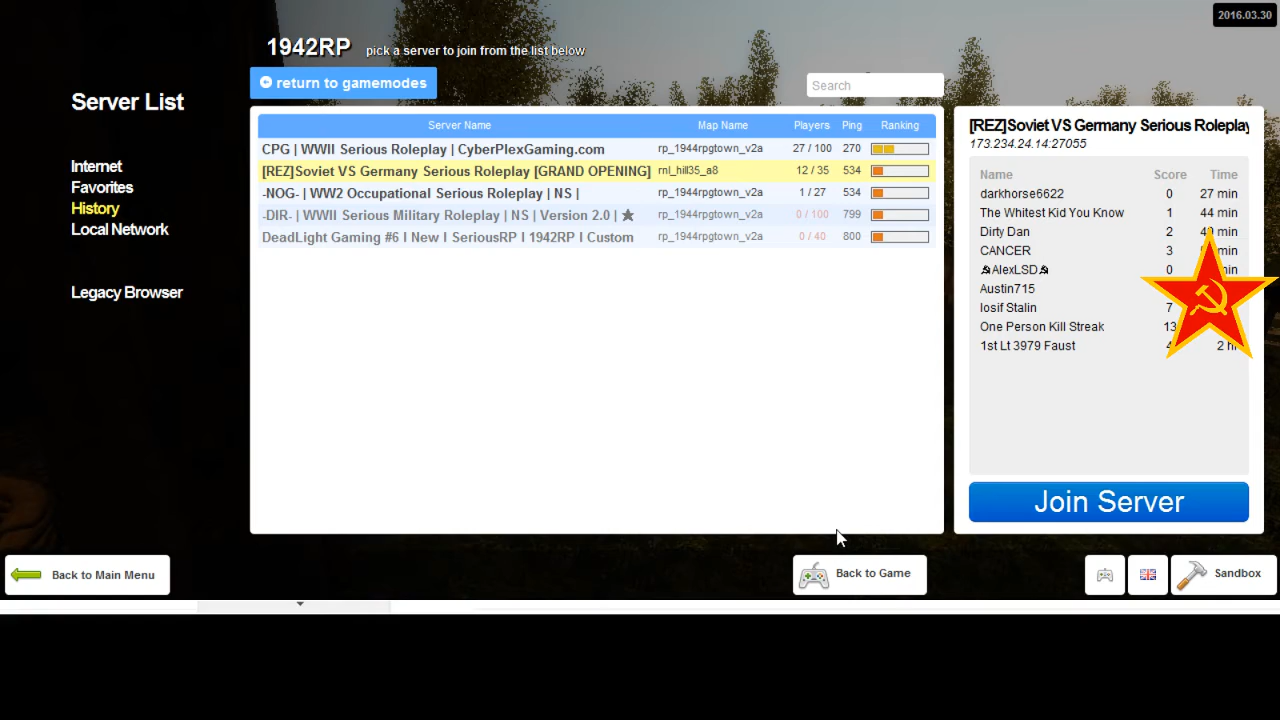 2016.03.30
1942RP pick a server to join from the list below
return to gamemodes
Search
Server List
Internet
Favorites
History
Local Network
Legacy Browser
Server Name Map Name Players Ping Ranking
CPG | WWII Serious Roleplay | CyberPlexGaming.com rp_1944rpgtown_v2a 27 / 100 270
[REZ]Soviet VS Germany Serious Roleplay [GRAND OPENING] rnl_hill35_a8 12 / 35 534
-NOG- | WW2 Occupational Serious Roleplay | NS | rp_1944rpgtown_v2a 1 / 27 534
-DIR- | WWII Serious Military Roleplay | NS | Version 2.0 | ★ rp_1944rpgtown_v2a 0 / 100 799
DeadLight Gaming #6 l New l SeriousRP l 1942RP l Custom rp_1944rpgtown_v2a 0 / 40 800
[REZ]Soviet VS Germany Serious Roleplay
173.234.24.14:27055
Name Score Time
darkhorse6622 0 27 min
The Whitest Kid You Know 1 44 min
Dirty Dan 2 min
CANCER 3 min
☭AlexLSD☭ 0 min
Austin715
Iosif Stalin 7
One Person Kill Streak 13
1st Lt 3979 Faust 2 hr
Join Server
Back to Main Menu
Back to Game
Sandbox